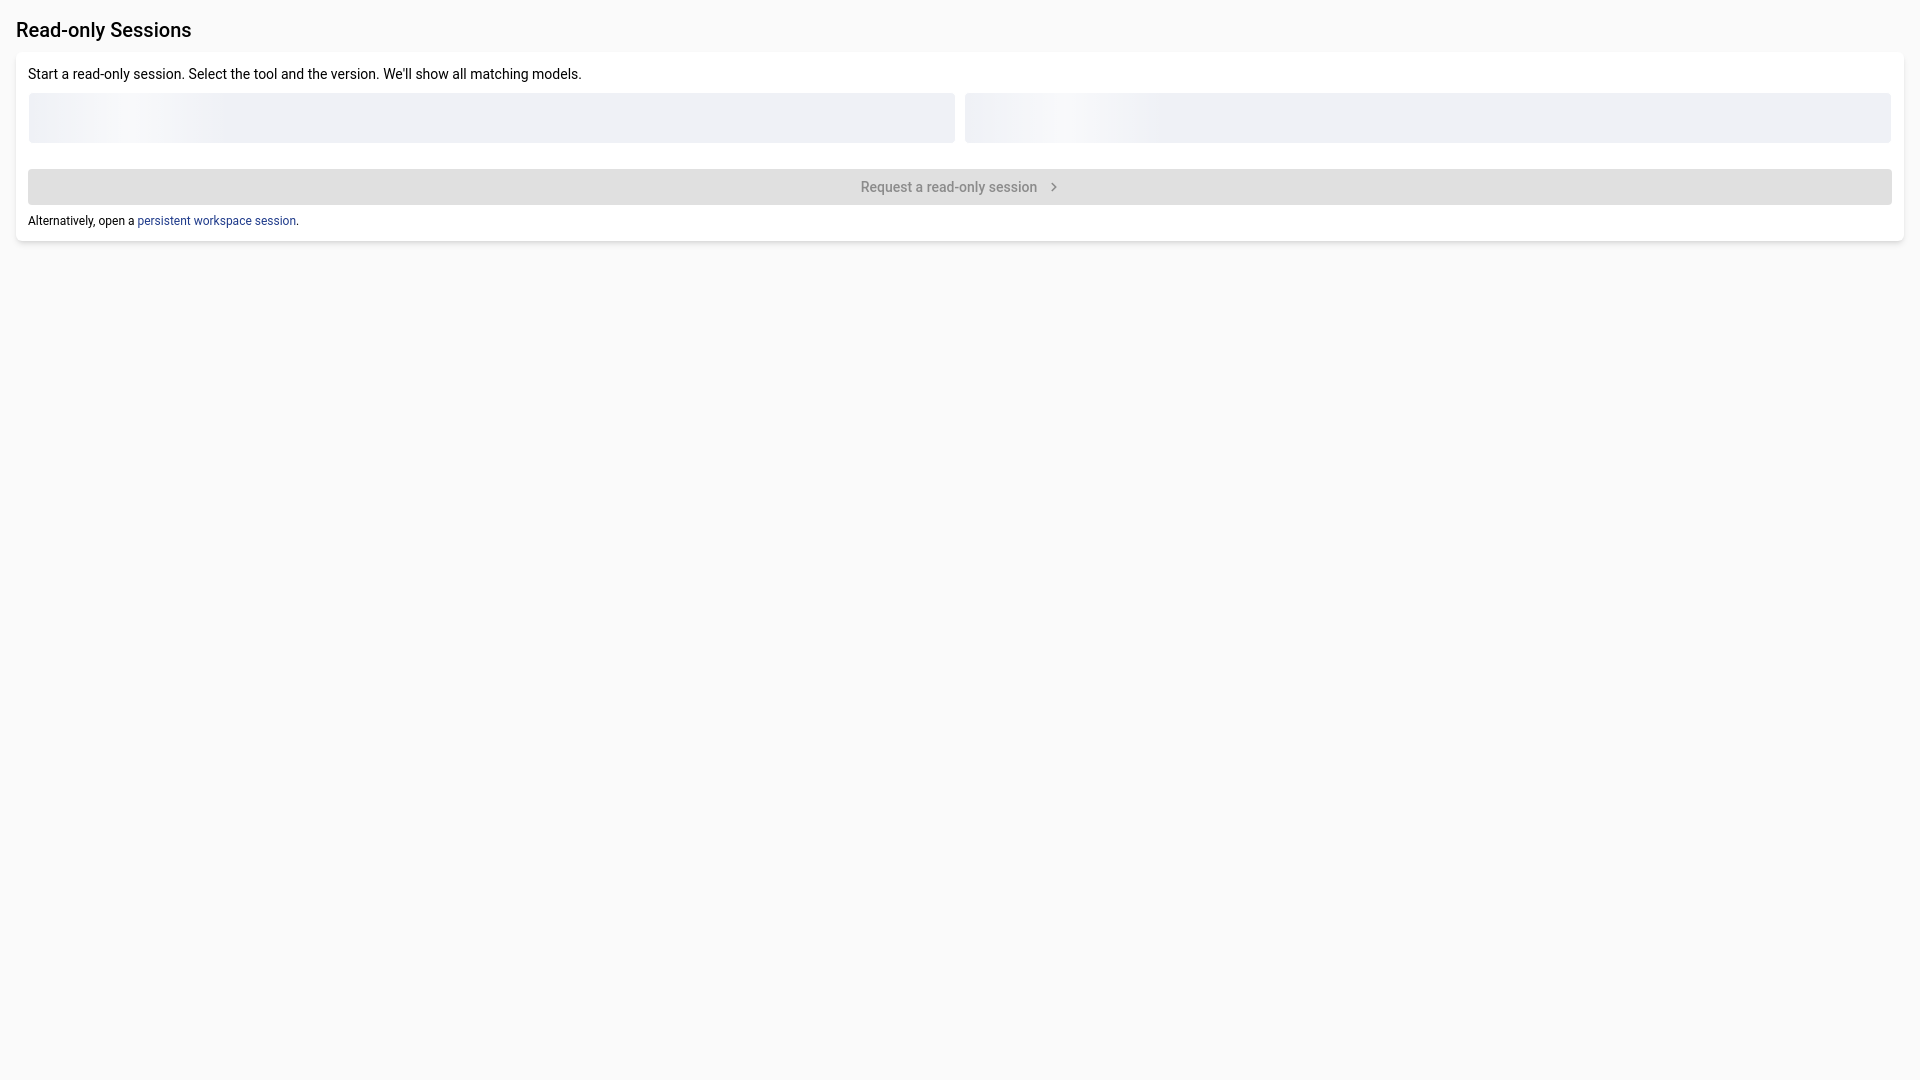 Read-only Sessions
Start a read-only session. Select the tool and the version. We'll show all matching models.
Request a read-only session
Alternatively, open a persistent workspace session.